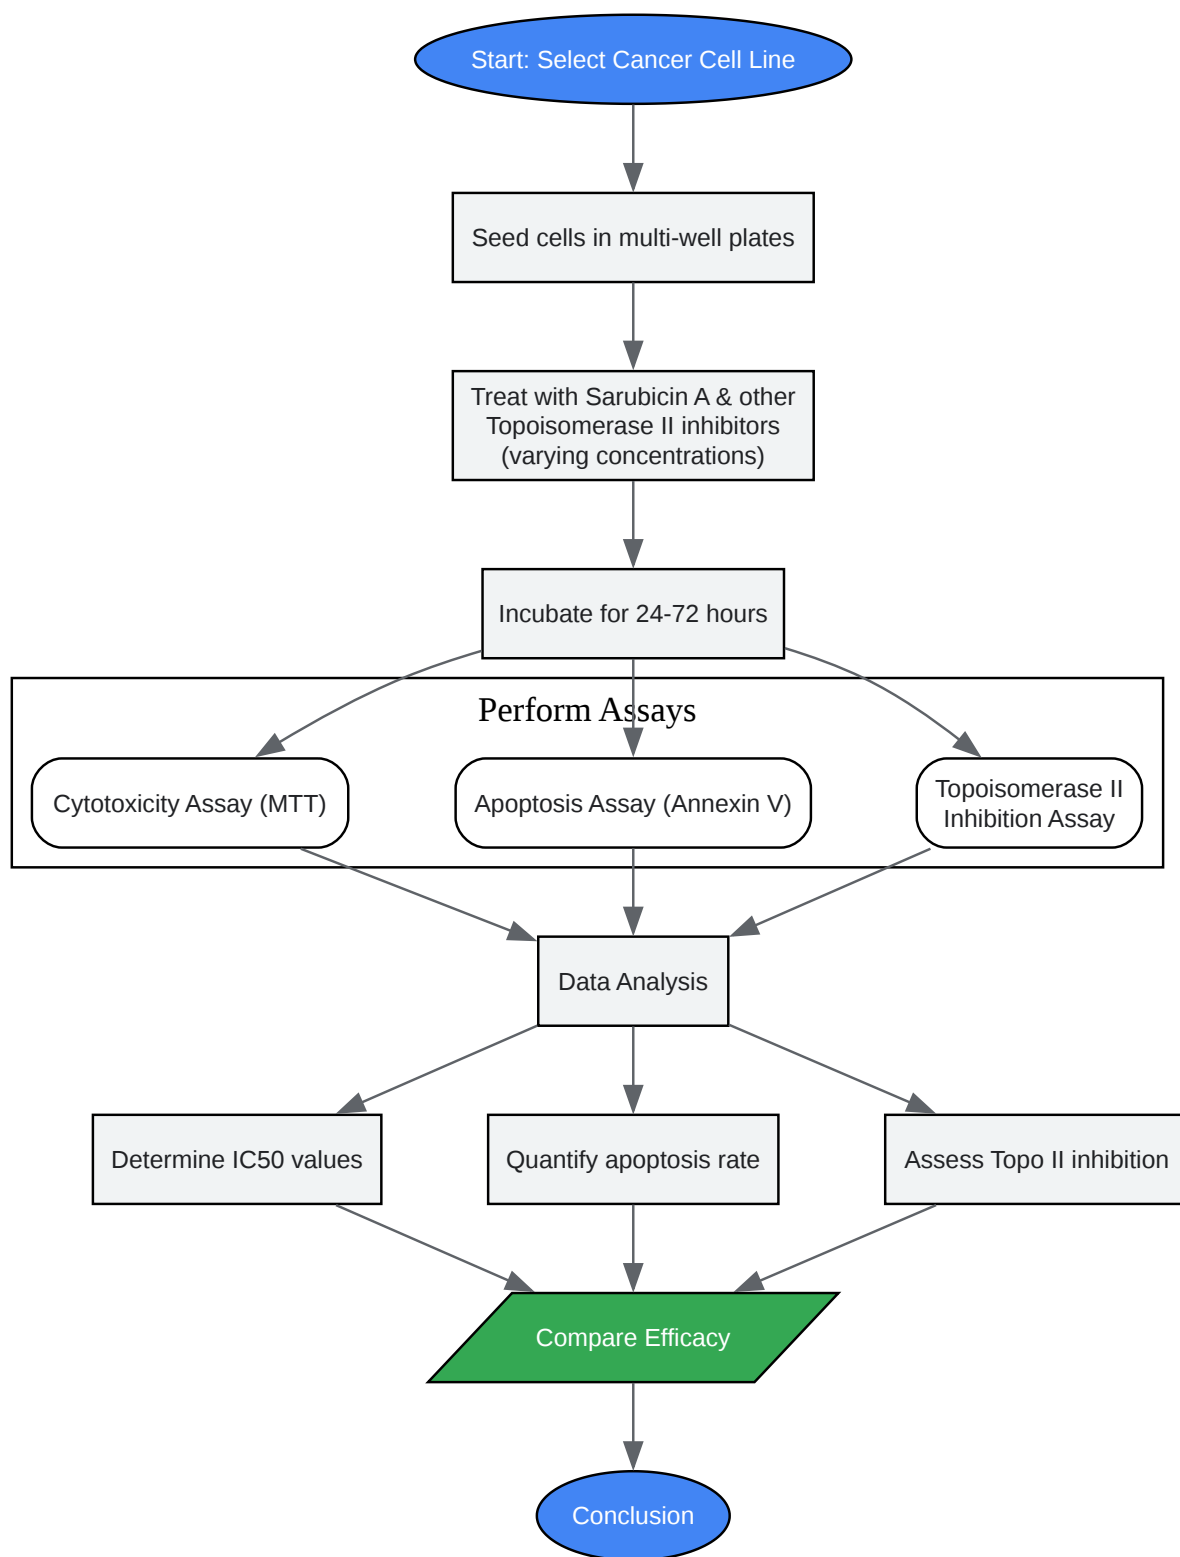 Start: Select Cancer Cell Line
Seed cells in multi-well plates
Treat with Sarubicin A & other
Topoisomerase II inhibitors
(varying concentrations)
Incubate for 24-72 hours
Perform Assays
Cytotoxicity Assay (MTT)
Apoptosis Assay (Annexin V)
Topoisomerase II
Inhibition Assay
Data Analysis
Determine IC50 values
Quantify apoptosis rate
Assess Topo II inhibition
Compare Efficacy
Conclusion